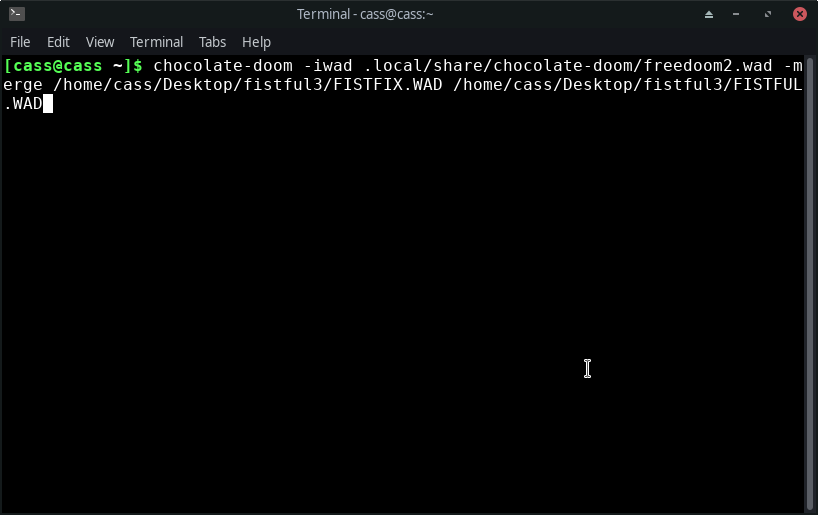 Terminal - cass@cass:~
File Edit View Terminal Tabs Help
[cass@cass ~]$ chocolate-doom -iwad .local/share/chocolate-doom/freedoom2.wad -m
erge /home/cass/Desktop/fistful3/FISTFIX.WAD /home/cass/Desktop/fistful3/FISTFUL
.WAD